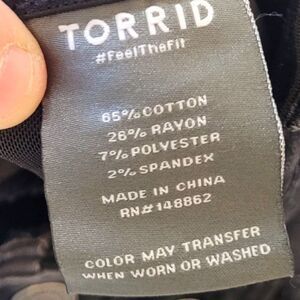 TORRID
#FeelTheFit
65% COTTON
26% RAYON
7% POLYESTER
2% SPANDEX
MADE IN CHINA
RN# 148862
COLOR MAY TRANSFER
WHEN WORN OR WASHED